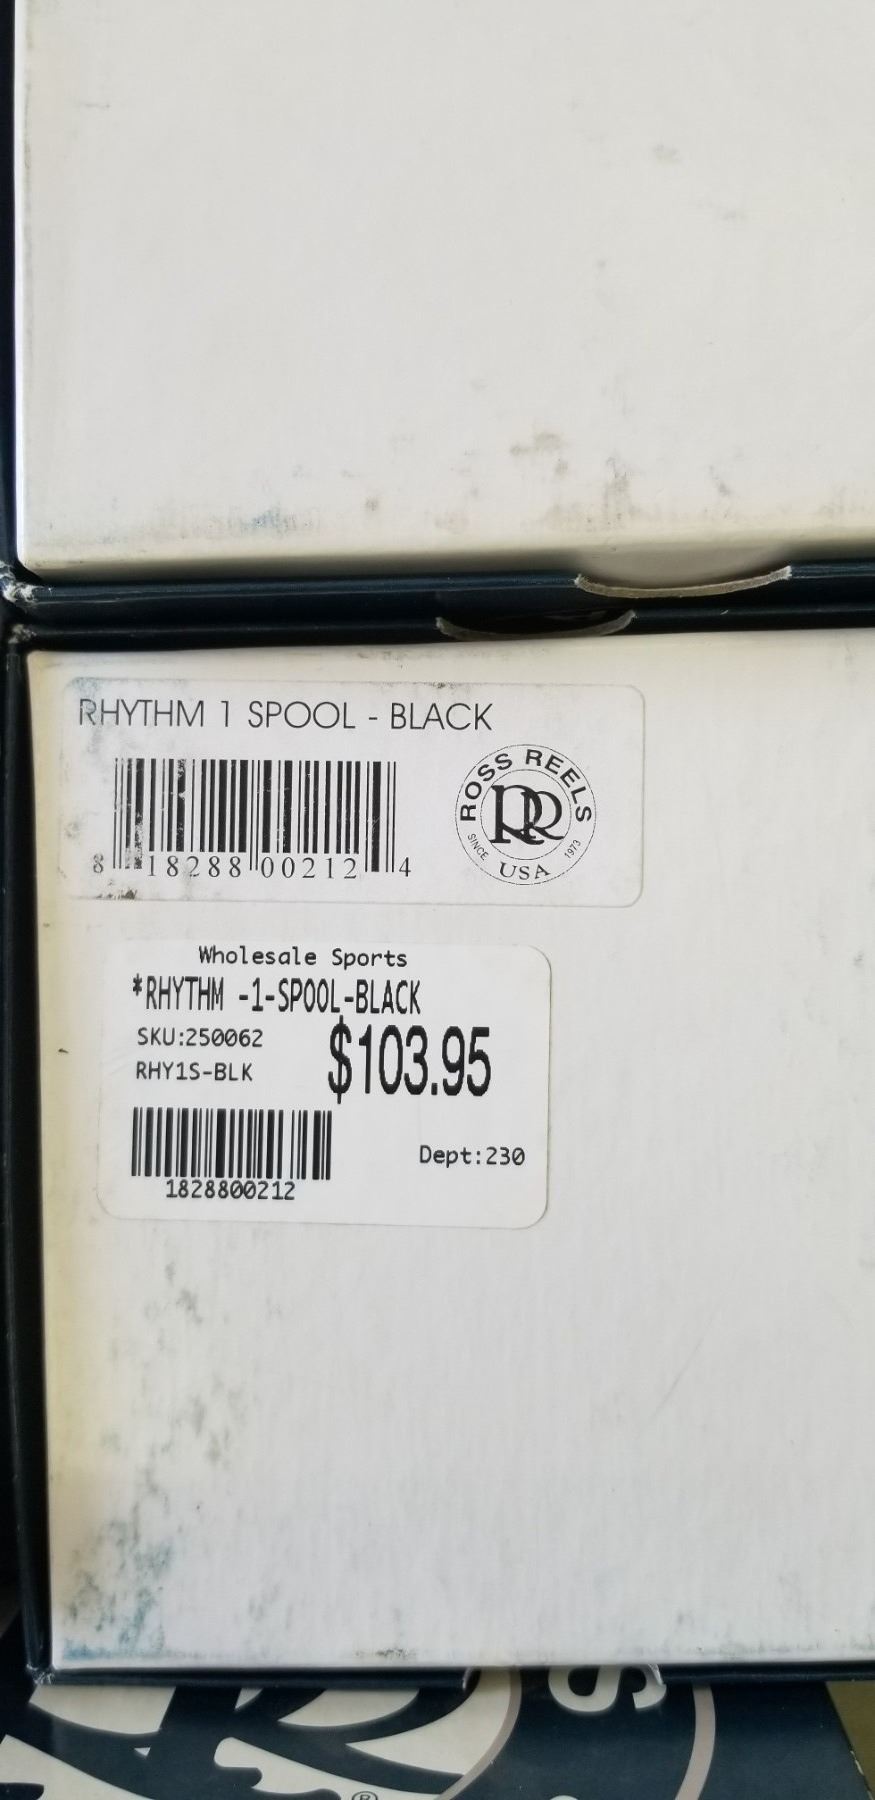 RHYTHM 1 SPOOL - BLACK
8 18288 00212 4
ROSS REELS
RR
SINCE 1973
USA
Wholesale Sports
*RHYTHM -1-SPOOL-BLACK
SKU:250062
$103.95
RHY1S-BLK
Dept:230
1828800212
S
®